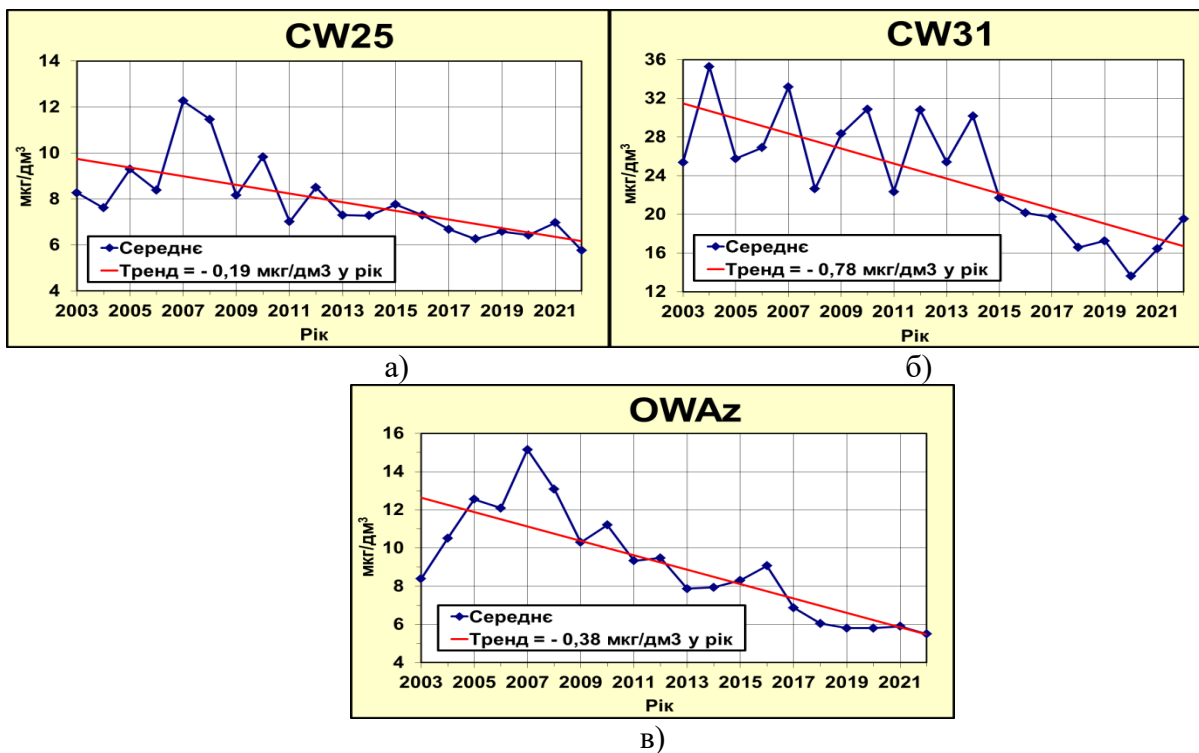 CW25
14
12
10
8
6
4
мкг/дм³
Середнє
Тренд = - 0,19 мкг/дм3 у рік
2003 2005 2007 2009 2011 2013 2015 2017 2019 2021
Рік
а)
CW31
36
32
28
24
20
16
12
мкг/дм³
Середнє
Тренд = - 0,78 мкг/дм3 у рік
2003 2005 2007 2009 2011 2013 2015 2017 2019 2021
Рік
б)
OWAz
16
14
12
10
8
6
4
мкг/дм³
Середнє
Тренд = - 0,38 мкг/дм3 у рік
2003 2005 2007 2009 2011 2013 2015 2017 2019 2021
Рік
в)